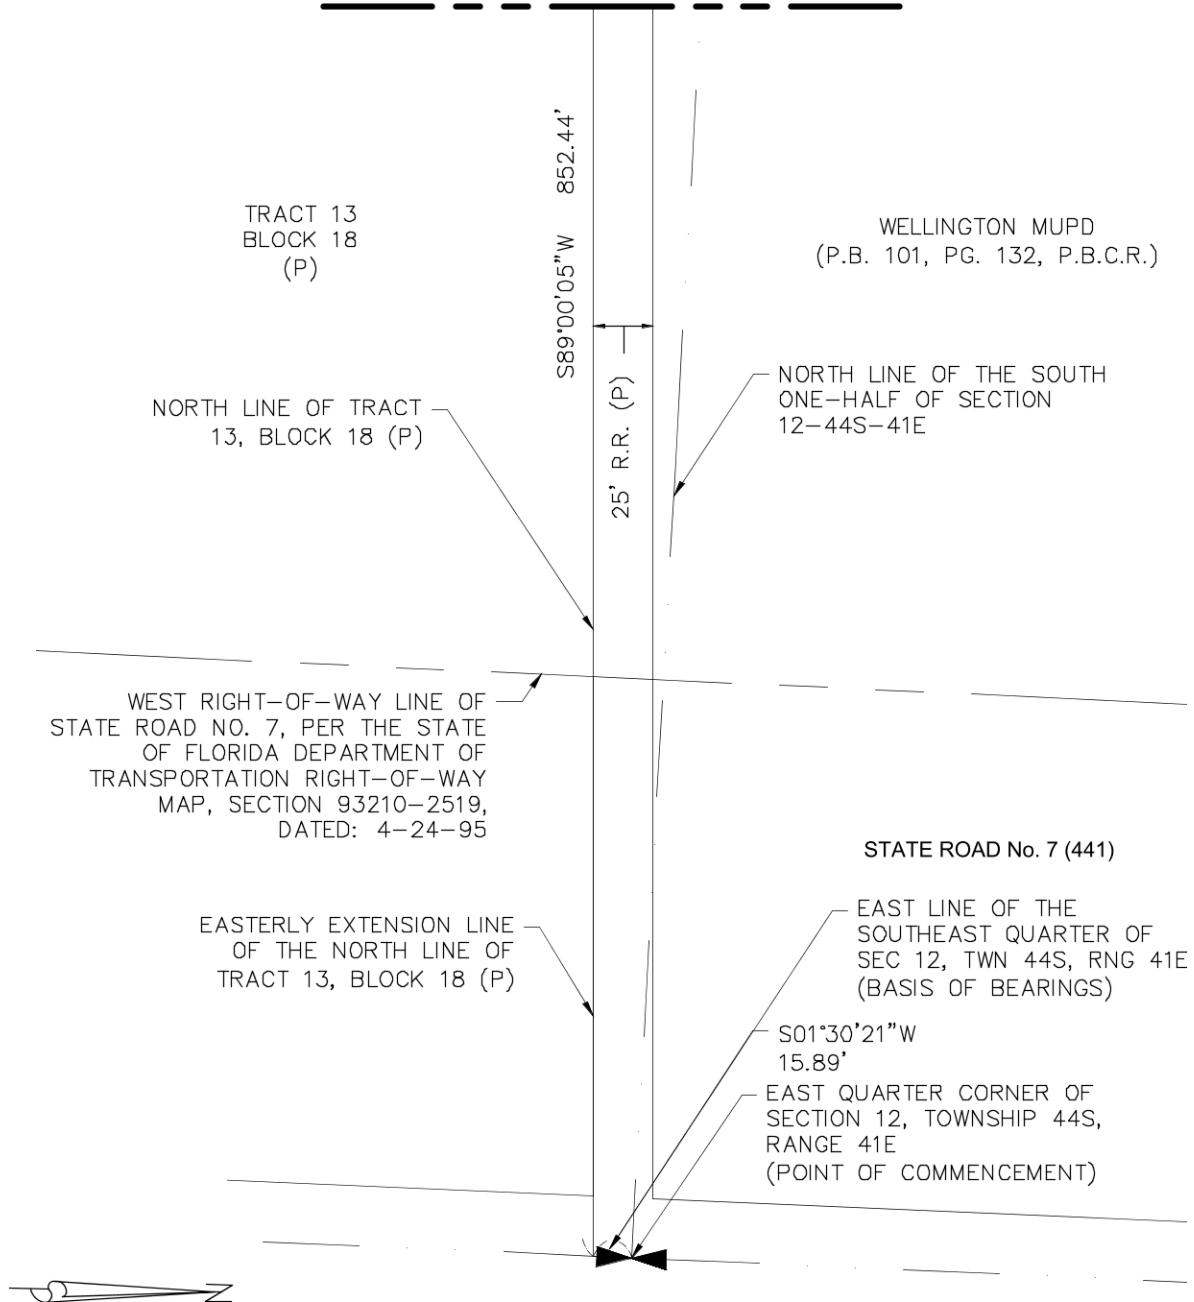 S89°00'05"W 852.44'
TRACT 13
BLOCK 18
(P)
WELLINGTON MUPD
(P.B. 101, PG. 132, P.B.C.R.)
25' R.R. (P)
NORTH LINE OF THE SOUTH
ONE-HALF OF SECTION
12-44S-41E
NORTH LINE OF TRACT
13, BLOCK 18 (P)
WEST RIGHT-OF-WAY LINE OF
STATE ROAD NO. 7, PER THE STATE
OF FLORIDA DEPARTMENT OF
TRANSPORTATION RIGHT-OF-WAY
MAP, SECTION 93210-2519,
DATED: 4-24-95
STATE ROAD No. 7 (441)
EASTERLY EXTENSION LINE
OF THE NORTH LINE OF
TRACT 13, BLOCK 18 (P)
EAST LINE OF THE
SOUTHEAST QUARTER OF
SEC 12, TWN 44S, RNG 41E
(BASIS OF BEARINGS)
S01°30'21"W
15.89'
EAST QUARTER CORNER OF
SECTION 12, TOWNSHIP 44S,
RANGE 41E
(POINT OF COMMENCEMENT)
N